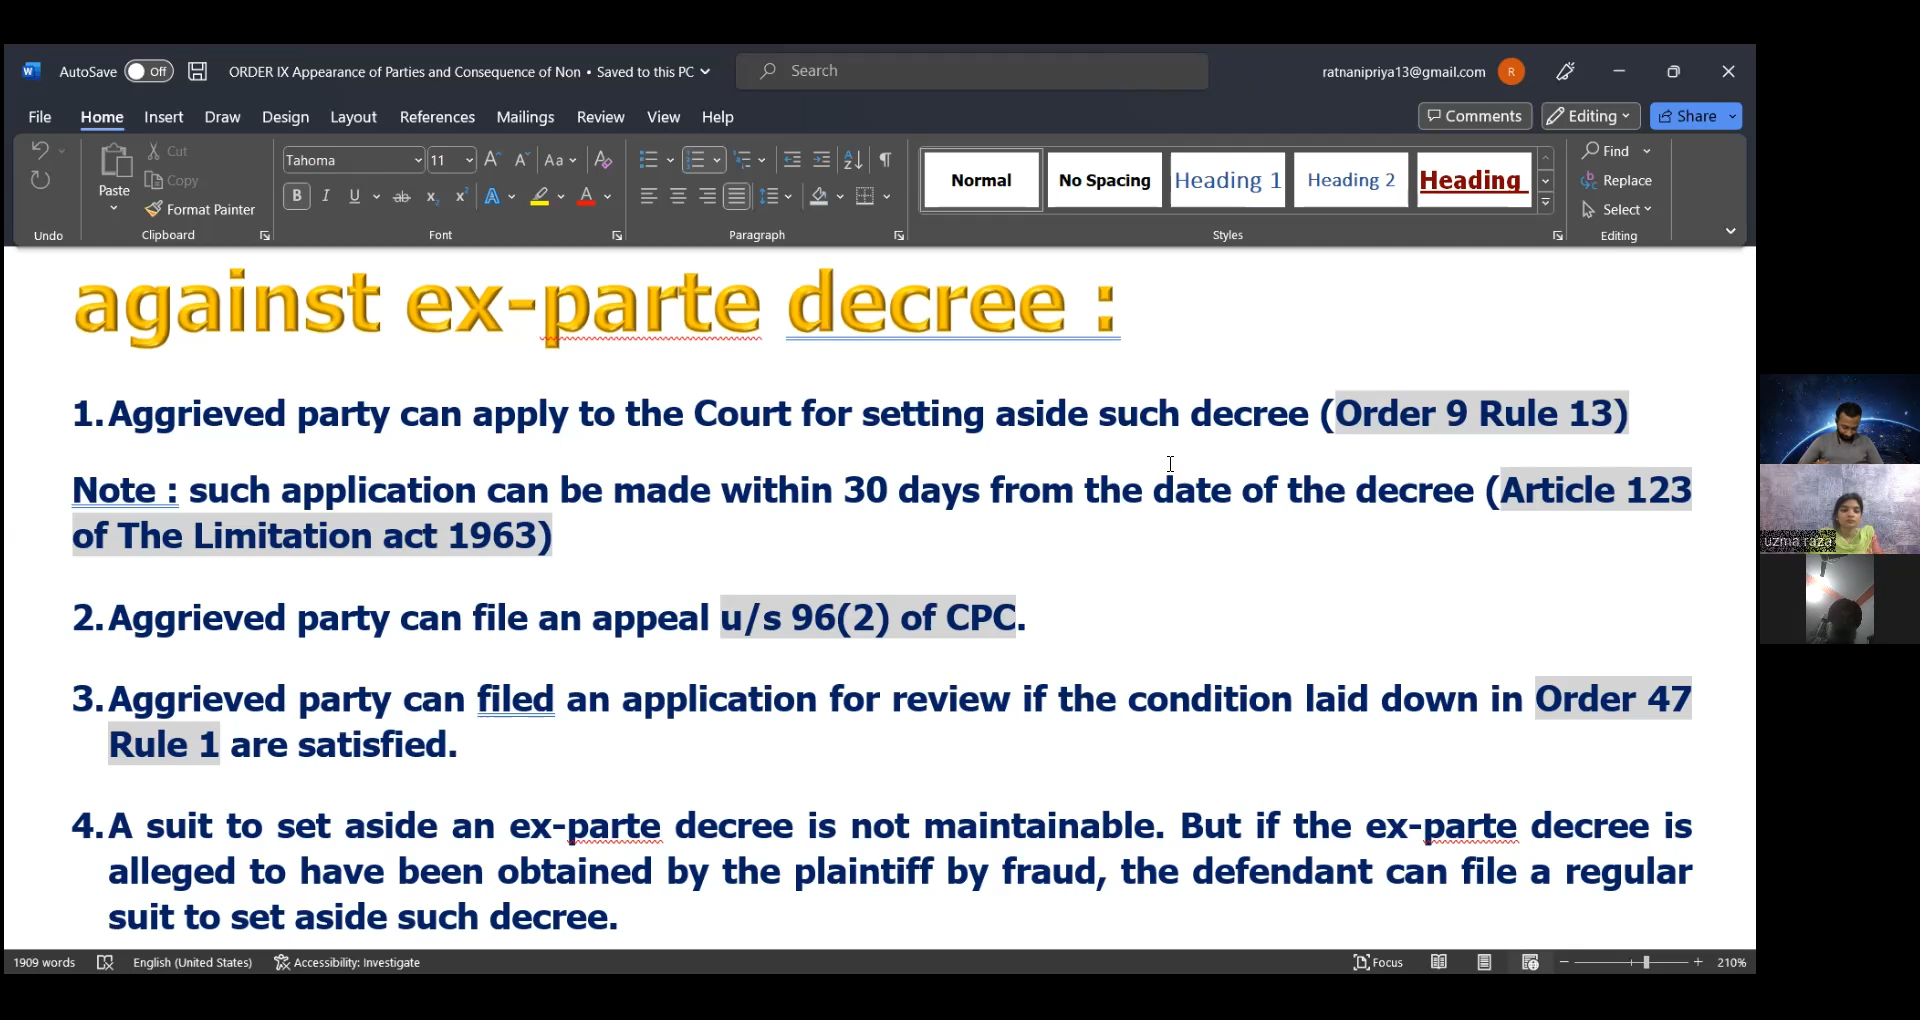 AutoSave Off ORDER IX Appearance of Parties and Consequence of Non • Saved to this PC Search ratnanipriya13@gmail.com R
File Home Insert Draw Design Layout References Mailings Review View Help Comments Editing Share
Cut
Copy
Paste
Format Painter
Tahoma 11 Aa
B I U ab x2 x2 A A
Normal No Spacing Heading 1 Heading 2 Heading
Find
Replace
Select
Undo Clipboard Font Paragraph Styles Editing
against ex-parte decree :
1. Aggrieved party can apply to the Court for setting aside such decree (Order 9 Rule 13)
Note : such application can be made within 30 days from the date of the decree (Article 123
of The Limitation act 1963)
2. Aggrieved party can file an appeal u/s 96(2) of CPC.
3. Aggrieved party can filed an application for review if the condition laid down in Order 47
Rule 1 are satisfied.
4. A suit to set aside an ex-parte decree is not maintainable. But if the ex-parte decree is
alleged to have been obtained by the plaintiff by fraud, the defendant can file a regular
suit to set aside such decree.
uzma raza
1909 words English (United States) Accessibility: Investigate Focus 210%